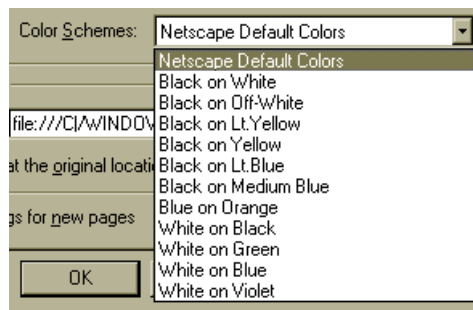 Color Schemes: Netscape Default Colors
Netscape Default Colors
Black on White
Black on Off-White
file:///C|/WINDOW Black on Lt.Yellow
Black on Yellow
at the original locatio Black on Lt.Blue
Black on Medium Blue
gs for new pages Blue on Orange
White on Black
White on Green
OK White on Blue
White on Violet